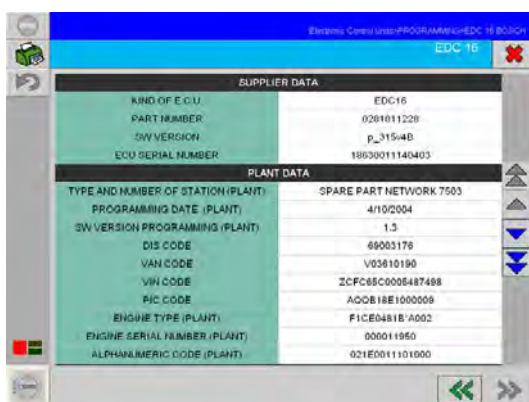 Electronic Control Units>PROGRAMMING>EDC 16 BOSCH
EDC 16
SUPPLIER DATA
KIND OF E.C.U. EDC16
PART NUMBER 0281011228
SW VERSION p_315v4B
ECU SERIAL NUMBER 18630011140403
PLANT DATA
TYPE AND NUMBER OF STATION (PLANT) SPARE PART NETWORK 7503
PROGRAMMING DATE (PLANT) 4/10/2004
SW VERSION PROGRAMMING (PLANT) 1.3
DIS CODE 69003176
VAN CODE V03610190
VIN CODE ZCFC65C0005487498
PIC CODE AOOB18E1000009
ENGINE TYPE (PLANT) F1CE0481B*A002
ENGINE SERIAL NUMBER (PLANT) 000011950
ALPHANUMERIC CODE (PLANT) 021E0011101000